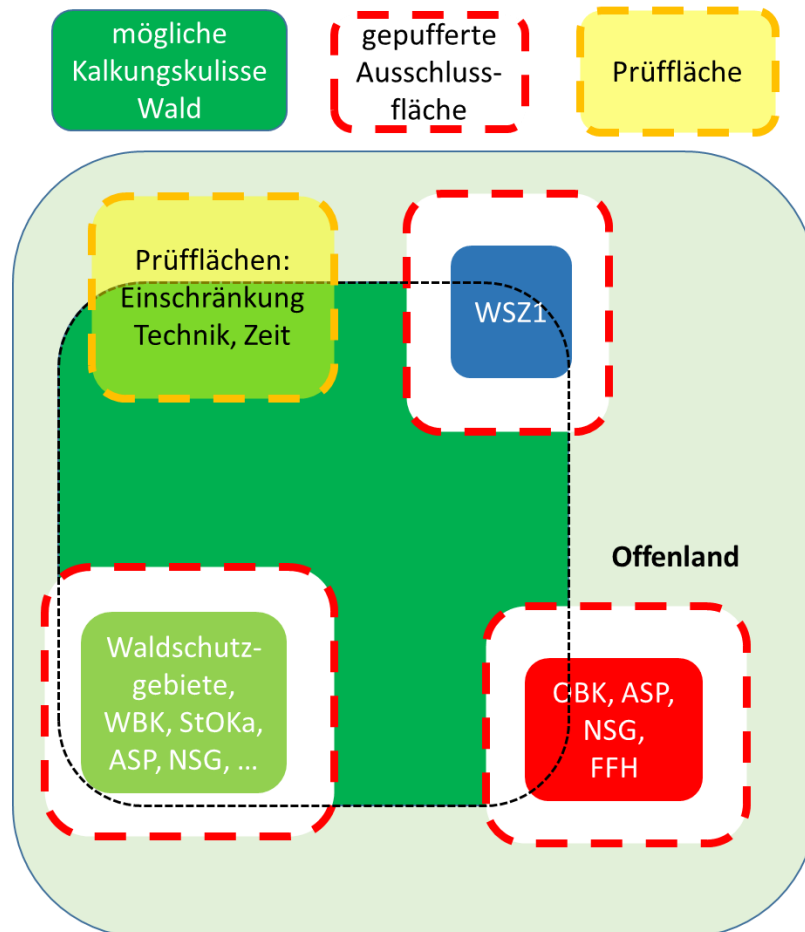 mögliche
Kalkungskulisse
Wald
gepufferte
Ausschluss-
fläche
Prüffläche
Prüfflächen:
Einschränkung
Technik, Zeit
WSZ1
Offenland
Waldschutz-
gebiete,
WBK, StOKa,
ASP, NSG, ...
OBK, ASP,
NSG,
FFH